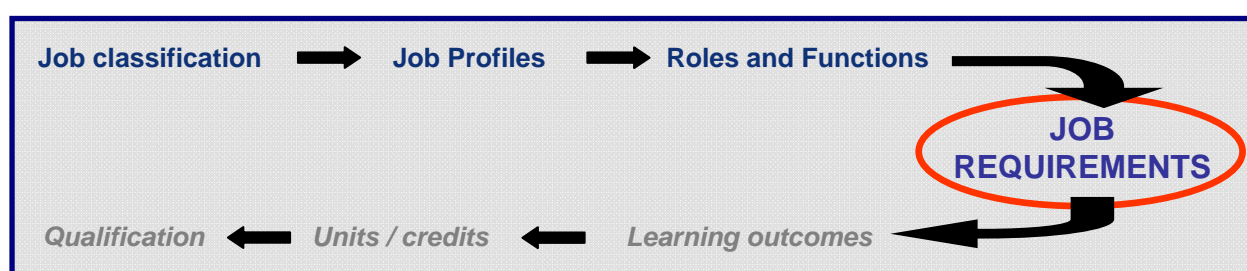 Job classification Job Profiles Roles and Functions
JOB
REQUIREMENTS
Qualification Units / credits Learning outcomes